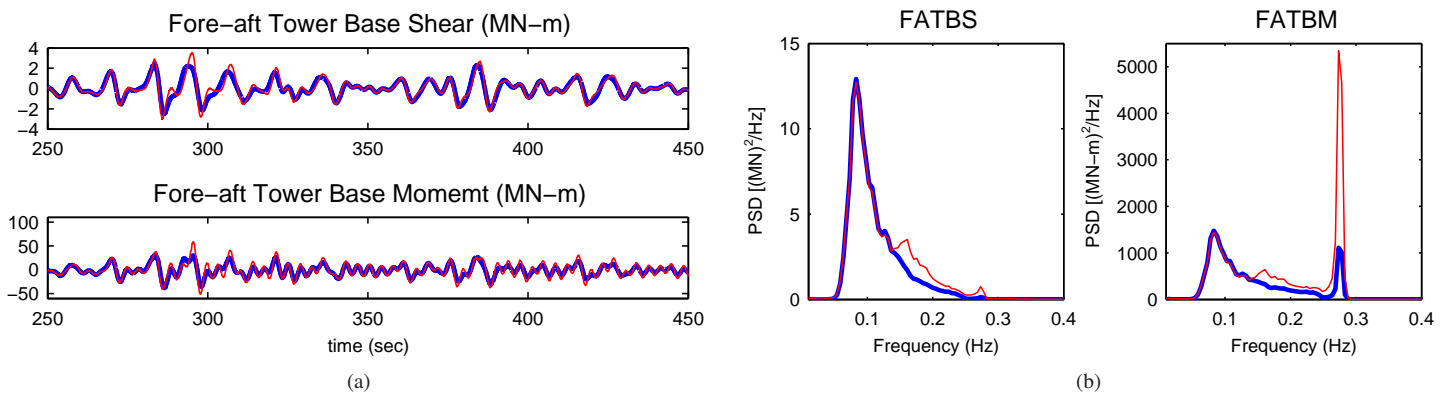 Fore−aft Tower Base Shear (MN−m)
4
2
0
−2
−4
250 300 350 400 450
Fore−aft Tower Base Momemt (MN−m)
100
50
0
−50
250 300 350 400 450
time (sec)
(a)
FATBS
PSD [(MN)²/Hz]
15
10
5
0
0.1 0.2 0.3 0.4
Frequency (Hz)
FATBM
PSD [(MN−m)²/Hz]
5000
4000
3000
2000
1000
0
0.1 0.2 0.3 0.4
Frequency (Hz)
(b)